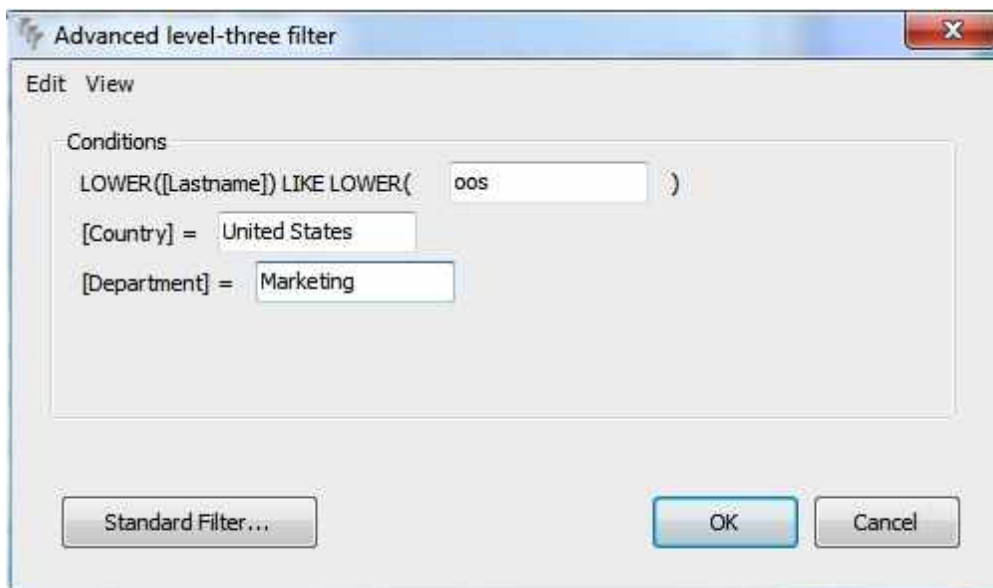 Advanced level-three filter
Edit View
Conditions
LOWER([Lastname]) LIKE LOWER( oos )
[Country] = United States
[Department] = Marketing
Standard Filter... OK Cancel